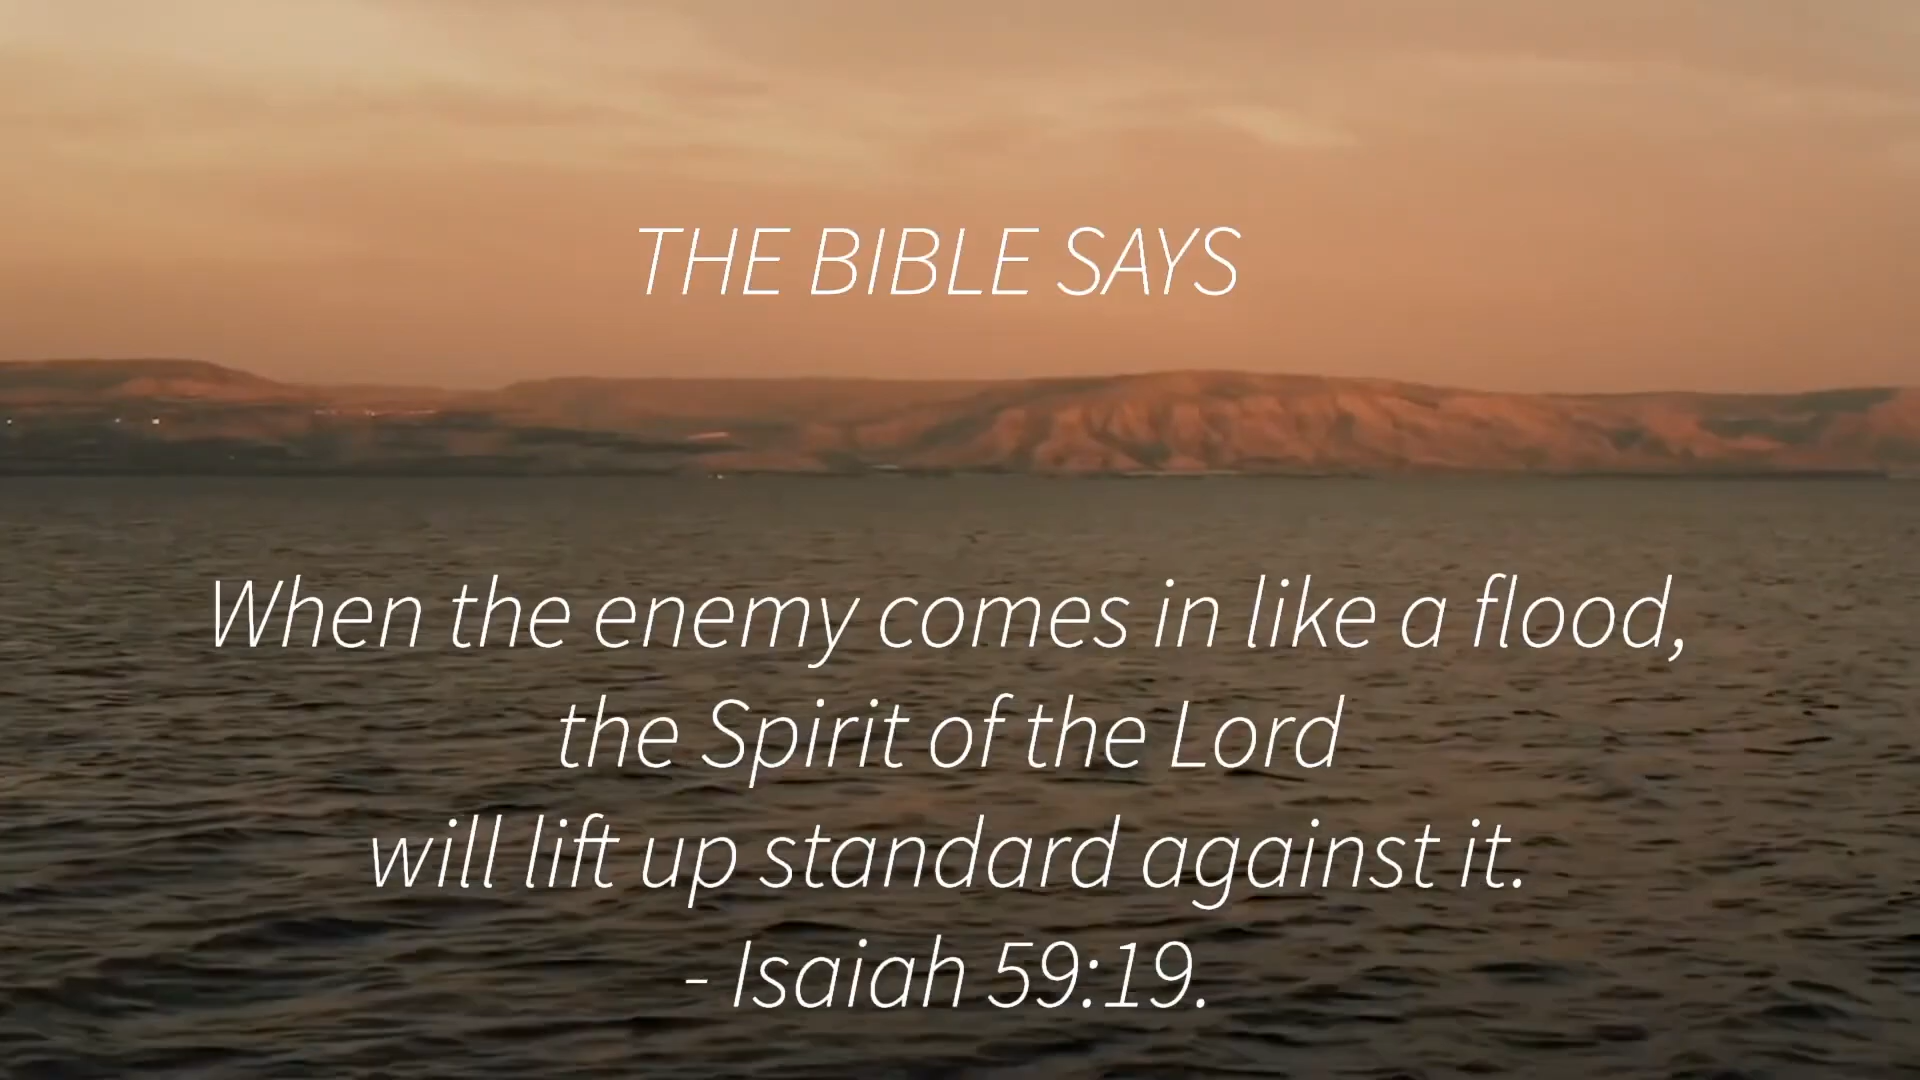 THE BIBLE SAYS
When the enemy comes in like a flood,
the Spirit of the Lord
will lift up standard against it.
- Isaiah 59:19.